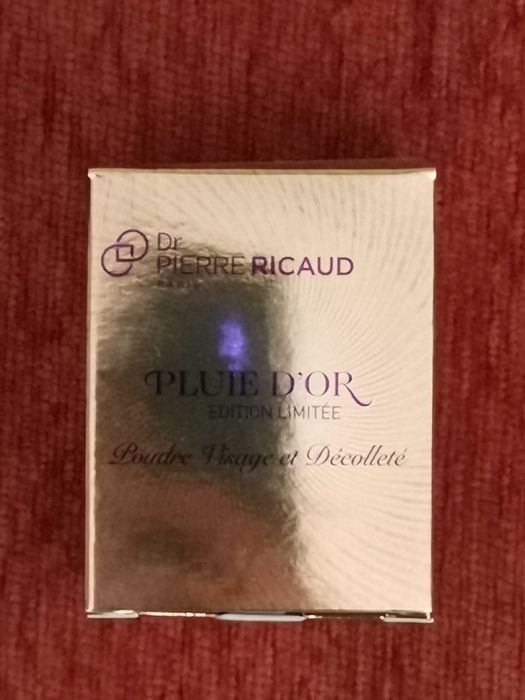 Dr
PIERRE RICAUD
PARIS
PLUIE D'OR
EDITION LIMITÉE
Poudre Visage et Décolleté